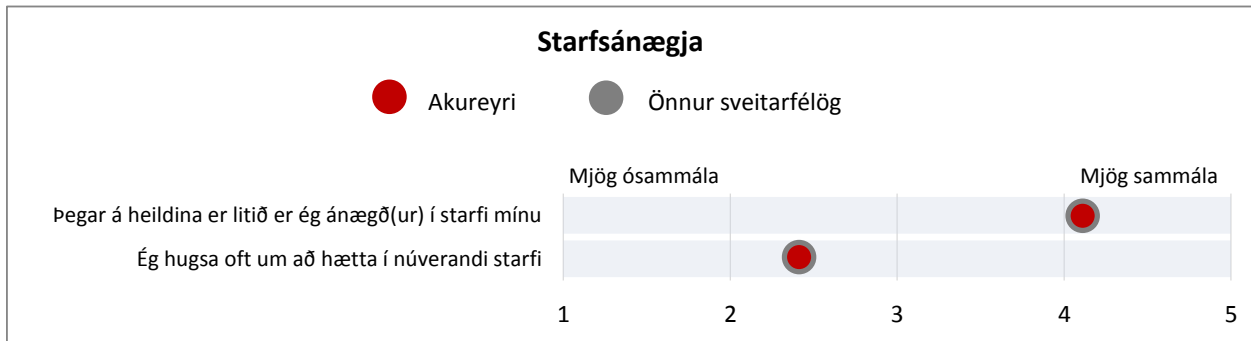 Starfsánægja
Akureyri
Önnur sveitarfélög
Mjög ósammála
Mjög sammála
Þegar á heildina er litið er ég ánægð(ur) í starfi mínu
Ég hugsa oft um að hætta í núverandi starfi
1 2 3 4 5